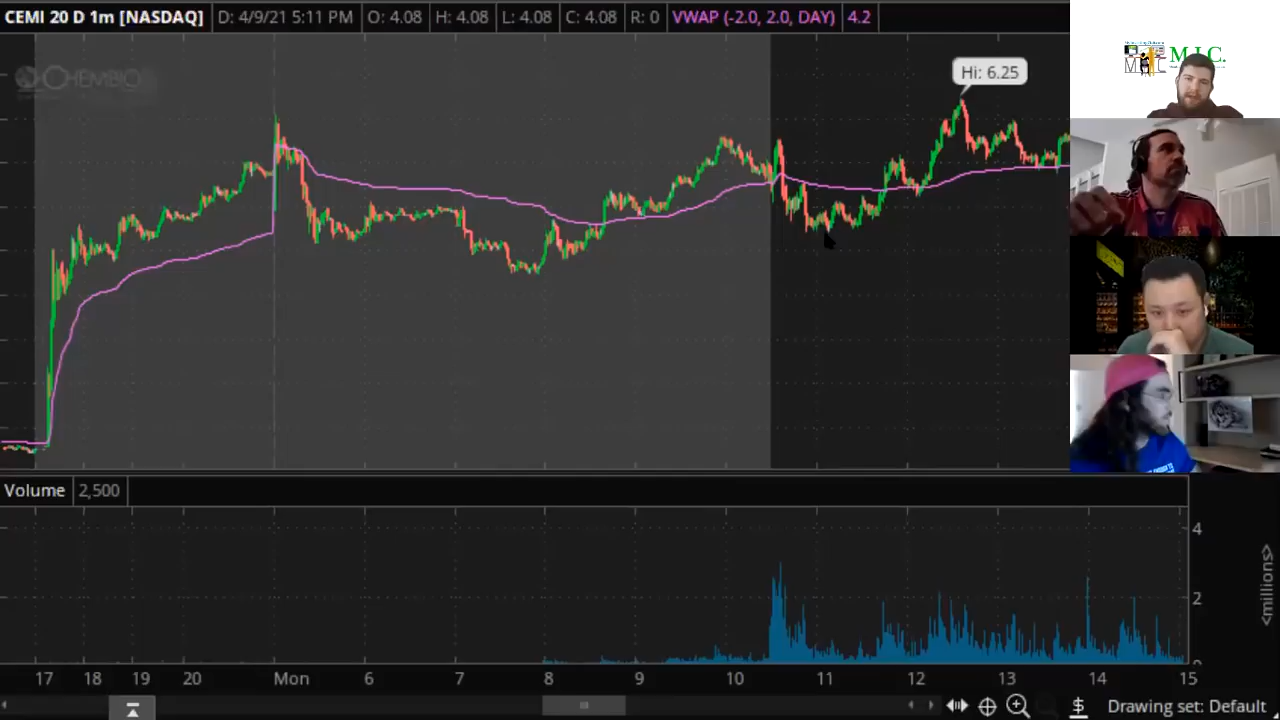 CEMI 20 D 1m [NASDAQ] D: 4/9/21 5:11 PM O: 4.08 H: 4.08 L: 4.08 C: 4.08 R: 0 VWAP (-2.0, 2.0, DAY) 4.2
CHEMBIO
M.I.C.
Hi: 6.25
Volume 2,500
4
2
<millions>
17 18 19 20 Mon 6 7 8 9 10 11 12 13 14 15
Drawing set: Default